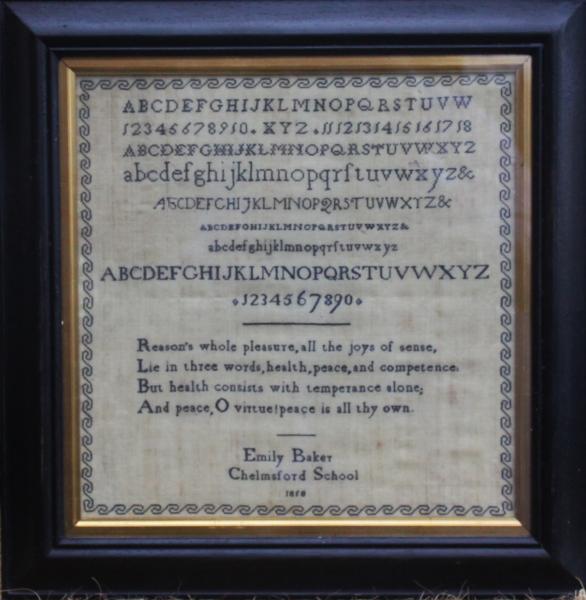 ABCDEFGHIJKLMNOPQRSTUVW
12345678910. XYZ. 1112131415161718
ABCDEFGHIJKLMNOPQRSTUVWXYZ
abcdefghijklmnopqrſtuvwxyz&
ABCDEFGHIJKLMNOPQRSTUVWXYZ&
ABCDEFGHIJKLMNOPQRSTUVWXYZ&
abcdefghijklmnopqrſtuvwxyz
ABCDEFGHIJKLMNOPQRSTUVWXYZ
1234567890
Reason's whole pleasure, all the joys of sense,
Lie in three words, health, peace, and competence.
But health consists with temperance alone;
And peace, O virtue! peace is all thy own.
Emily Baker
Chelmsford School